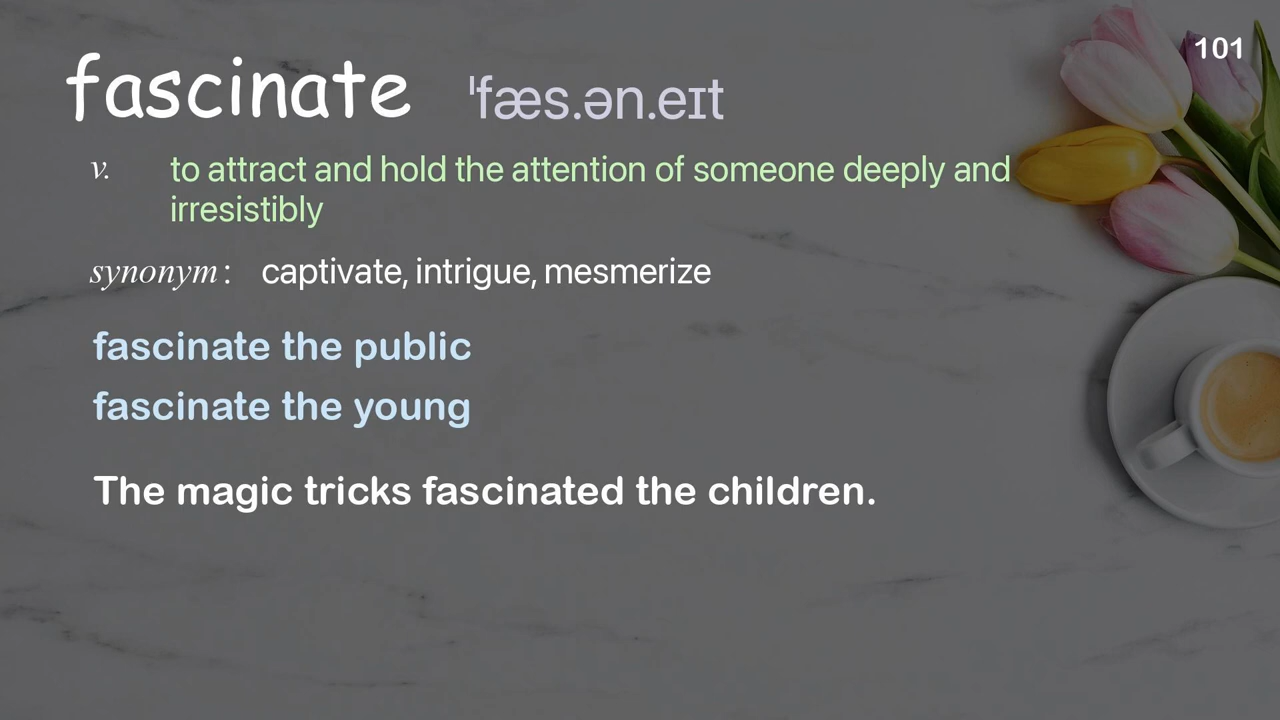 101
fascinate ˈfæs.ən.eɪt
v. to attract and hold the attention of someone deeply and
irresistibly
synonym: captivate, intrigue, mesmerize
fascinate the public
fascinate the young
The magic tricks fascinated the children.